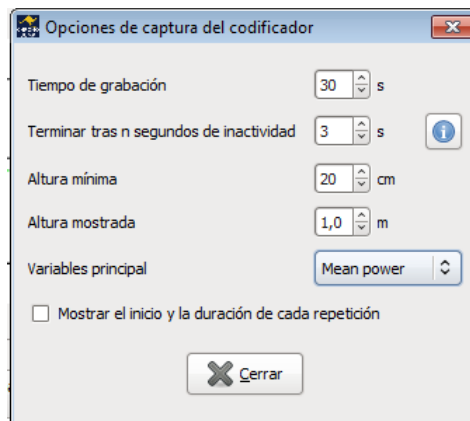 Opciones de captura del codificador
Tiempo de grabación 30 s
Terminar tras n segundos de inactividad 3 s
Altura mínima 20 cm
Altura mostrada 1,0 m
Variables principal Mean power
Mostrar el inicio y la duración de cada repetición
Cerrar